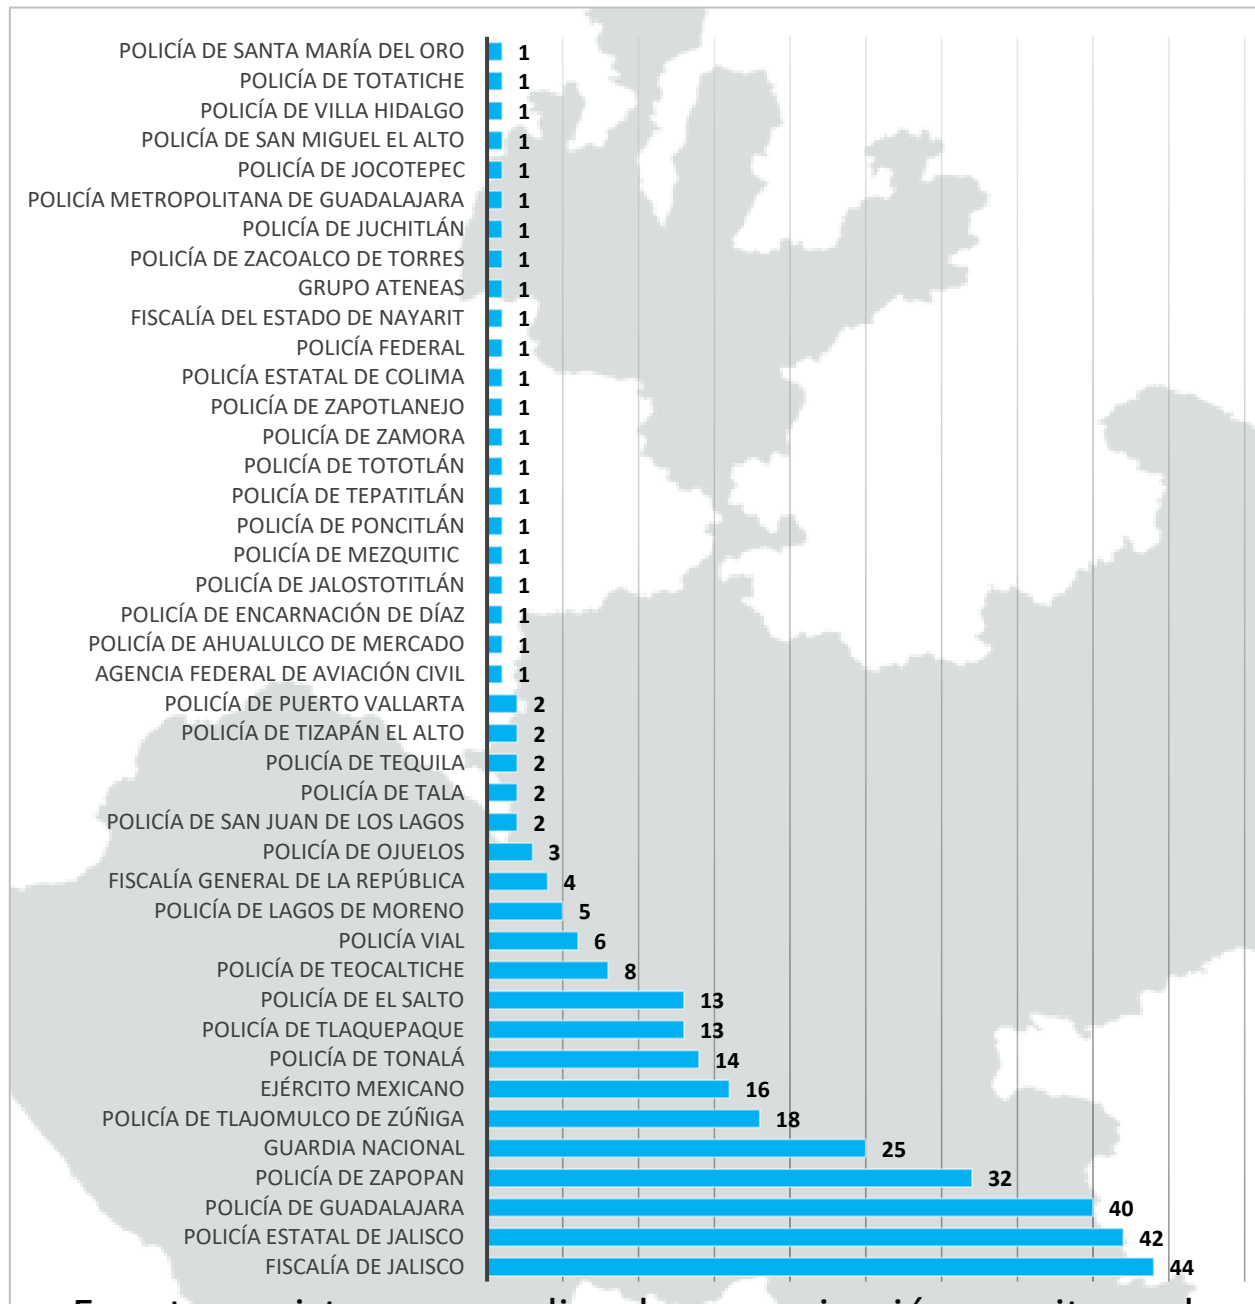 POLICÍA DE SANTA MARÍA DEL ORO 1
POLICÍA DE TOTATICHE 1
POLICÍA DE VILLA HIDALGO 1
POLICÍA DE SAN MIGUEL EL ALTO 1
POLICÍA DE JOCOTEPEC 1
POLICÍA METROPOLITANA DE GUADALAJARA 1
POLICÍA DE JUCHITLÁN 1
POLICÍA DE ZACOALCO DE TORRES 1
GRUPO ATENEAS 1
FISCALÍA DEL ESTADO DE NAYARIT 1
POLICÍA FEDERAL 1
POLICÍA ESTATAL DE COLIMA 1
POLICÍA DE ZAPOTLANEJO 1
POLICÍA DE ZAMORA 1
POLICÍA DE TOTOTLÁN 1
POLICÍA DE TEPATITLÁN 1
POLICÍA DE PONCITLÁN 1
POLICÍA DE MEZQUITIC 1
POLICÍA DE JALOSTOTITLÁN 1
POLICÍA DE ENCARNACIÓN DE DÍAZ 1
POLICÍA DE AHUALULCO DE MERCADO 1
AGENCIA FEDERAL DE AVIACIÓN CIVIL 1
POLICÍA DE PUERTO VALLARTA 2
POLICÍA DE TIZAPÁN EL ALTO 2
POLICÍA DE TEQUILA 2
POLICÍA DE TALA 2
POLICÍA DE SAN JUAN DE LOS LAGOS 2
POLICÍA DE OJUELOS 3
FISCALÍA GENERAL DE LA REPÚBLICA 4
POLICÍA DE LAGOS DE MORENO 5
POLICÍA VIAL 6
POLICÍA DE TEOCALTICHE 8
POLICÍA DE EL SALTO 13
POLICÍA DE TLAQUEPAQUE 13
POLICÍA DE TONALÁ 14
EJÉRCITO MEXICANO 16
POLICÍA DE TLAJOMULCO DE ZÚÑIGA 18
GUARDIA NACIONAL 25
POLICÍA DE ZAPOPAN 32
POLICÍA DE GUADALAJARA 40
POLICÍA ESTATAL DE JALISCO 42
FISCALÍA DE JALISCO 44